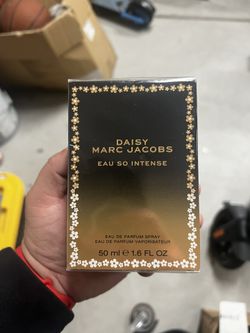 DAISY
MARC JACOBS
EAU SO INTENSE
EAU DE PARFUM SPRAY
EAU DE PARFUM VAPORISATEUR
50 ml ℮ 1.6 FL OZ